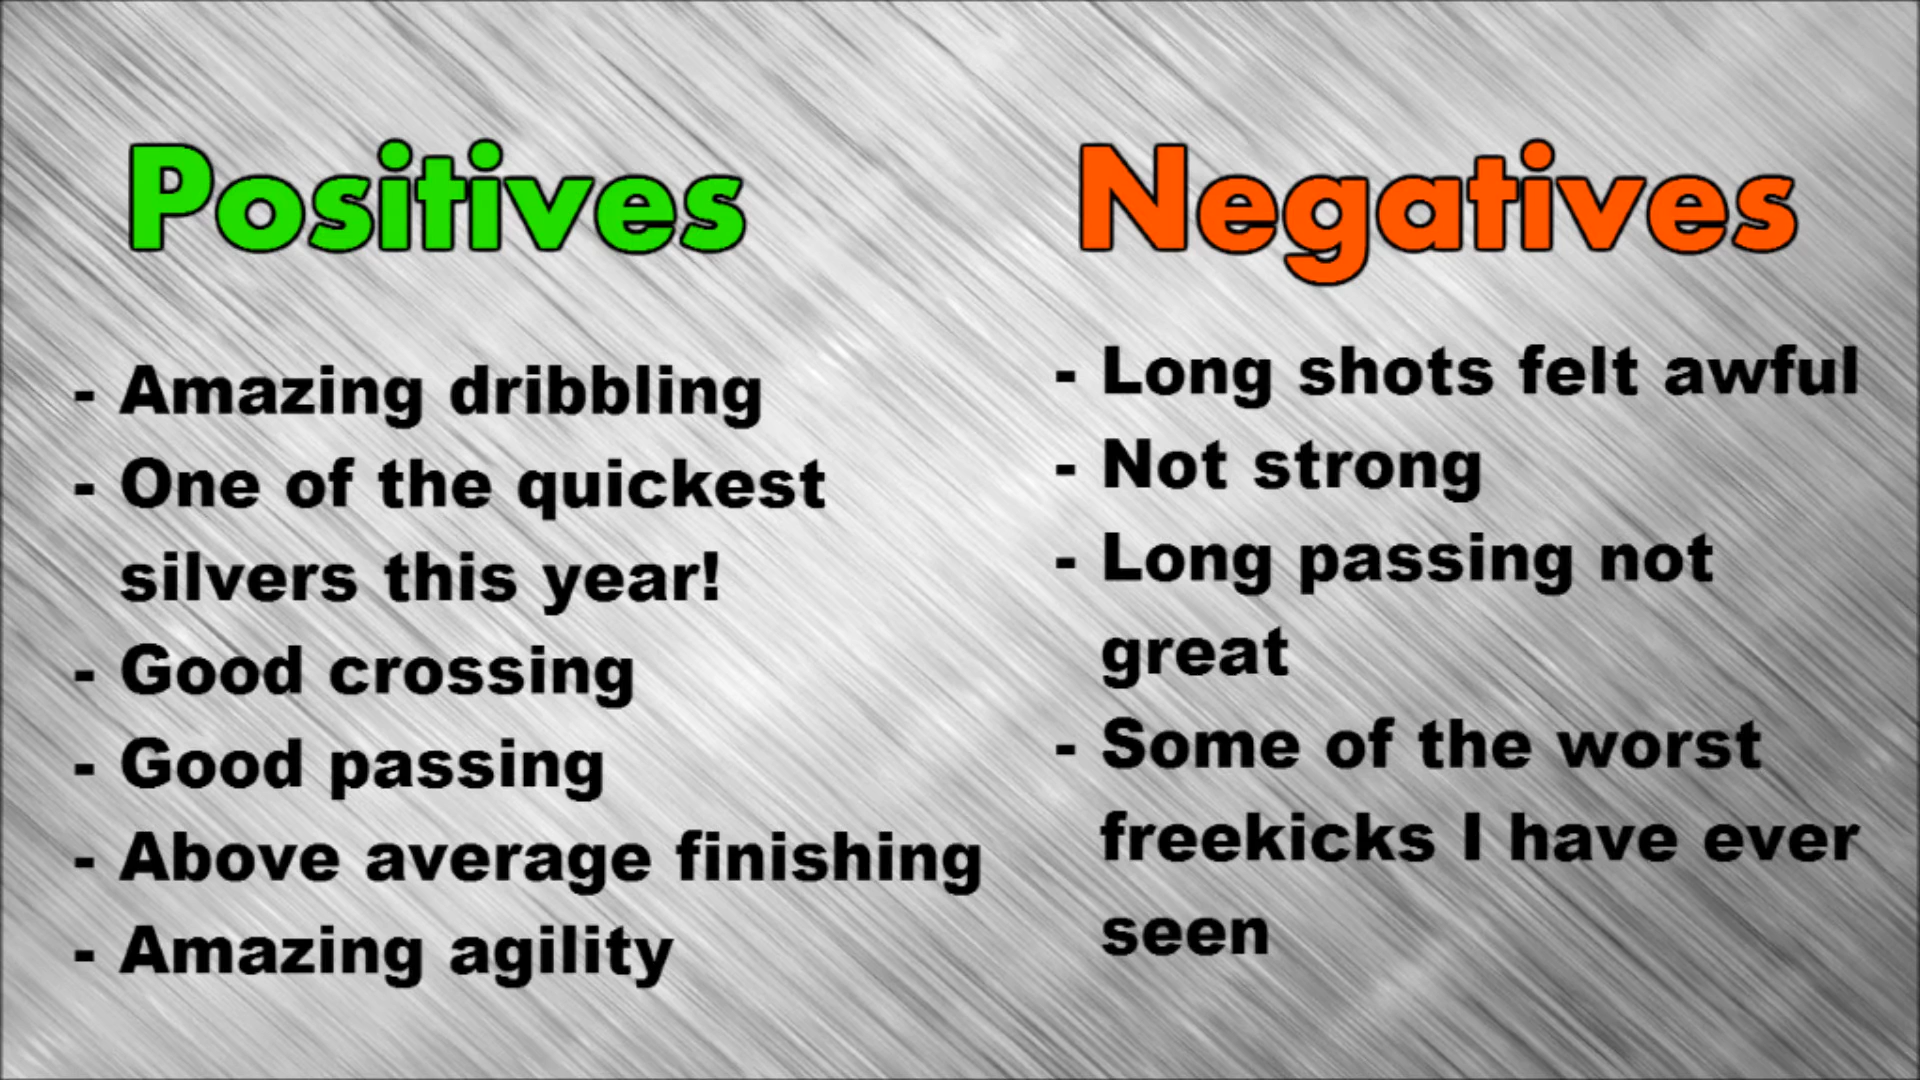 Positives
- Amazing dribbling
- One of the quickest
silvers this year!
- Good crossing
- Good passing
- Above average finishing
- Amazing agility
Negatives
- Long shots felt awful
- Not strong
- Long passing not
great
- Some of the worst
freekicks I have ever
seen